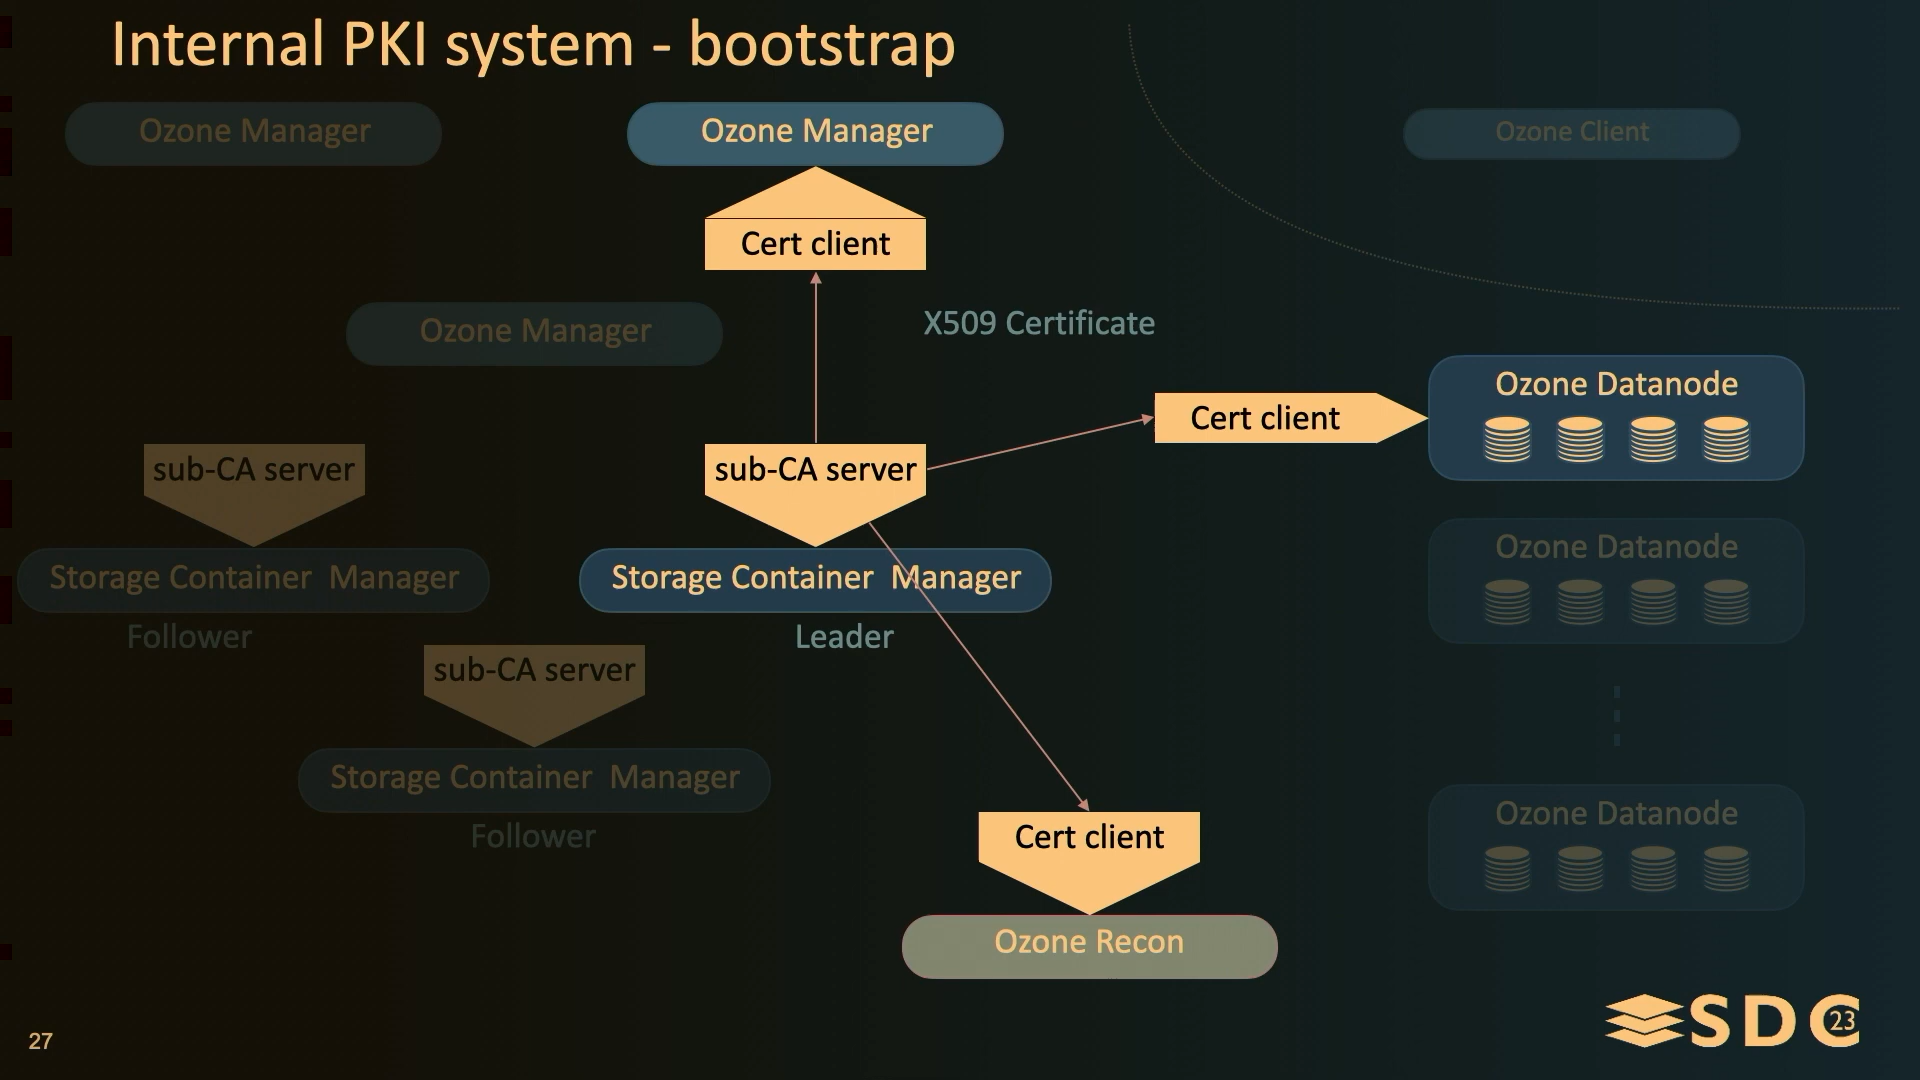 Internal PKI system - bootstrap
Ozone Manager
Ozone Manager
Ozone Client
Cert client
Ozone Manager
X509 Certificate
Ozone Datanode
Cert client
sub-CA server
sub-CA server
Ozone Datanode
Storage Container Manager
Storage Container Manager
Follower
Leader
sub-CA server
Storage Container Manager
Follower
Ozone Datanode
Cert client
Ozone Recon
SDC
23
27